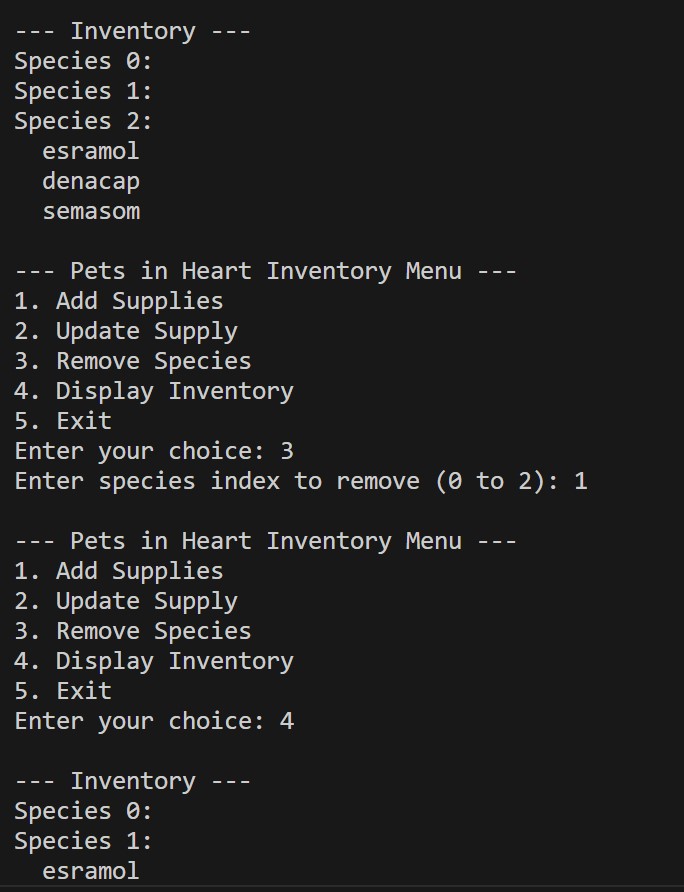 --- Inventory ---
Species 0:
Species 1:
Species 2:
  esramol
  denacap
  semasom

--- Pets in Heart Inventory Menu ---
1. Add Supplies
2. Update Supply
3. Remove Species
4. Display Inventory
5. Exit
Enter your choice: 3
Enter species index to remove (0 to 2): 1

--- Pets in Heart Inventory Menu ---
1. Add Supplies
2. Update Supply
3. Remove Species
4. Display Inventory
5. Exit
Enter your choice: 4

--- Inventory ---
Species 0:
Species 1:
  esramol